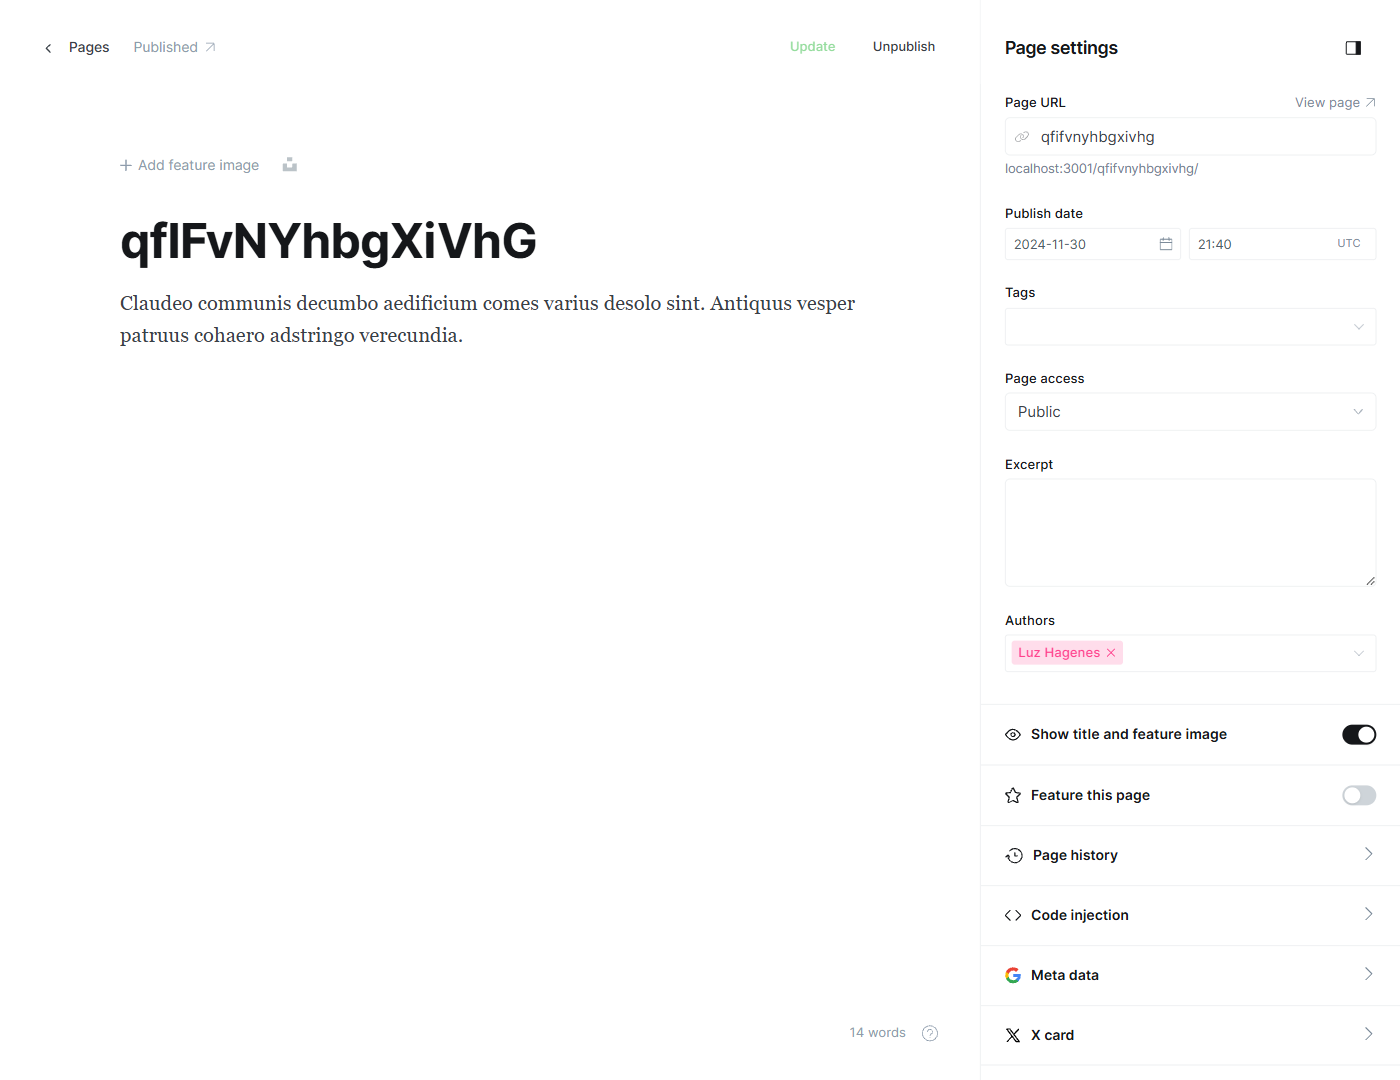 Pages
Published
Update
Unpublish
Add feature image
qfIFvNYhbgXiVhG
Claudeo communis decumbo aedificium comes varius desolo sint. Antiquus vesper
patruus cohaero adstringo verecundia.
14 words
Page settings
Page URL
View page
qfifvnyhbgxivhg
localhost:3001/qfifvnyhbgxivhg/
Publish date
2024-11-30
21:40
UTC
Tags
Page access
Public
Excerpt
Authors
Luz Hagenes
Show title and feature image
Feature this page
Page history
Code injection
Meta data
X card